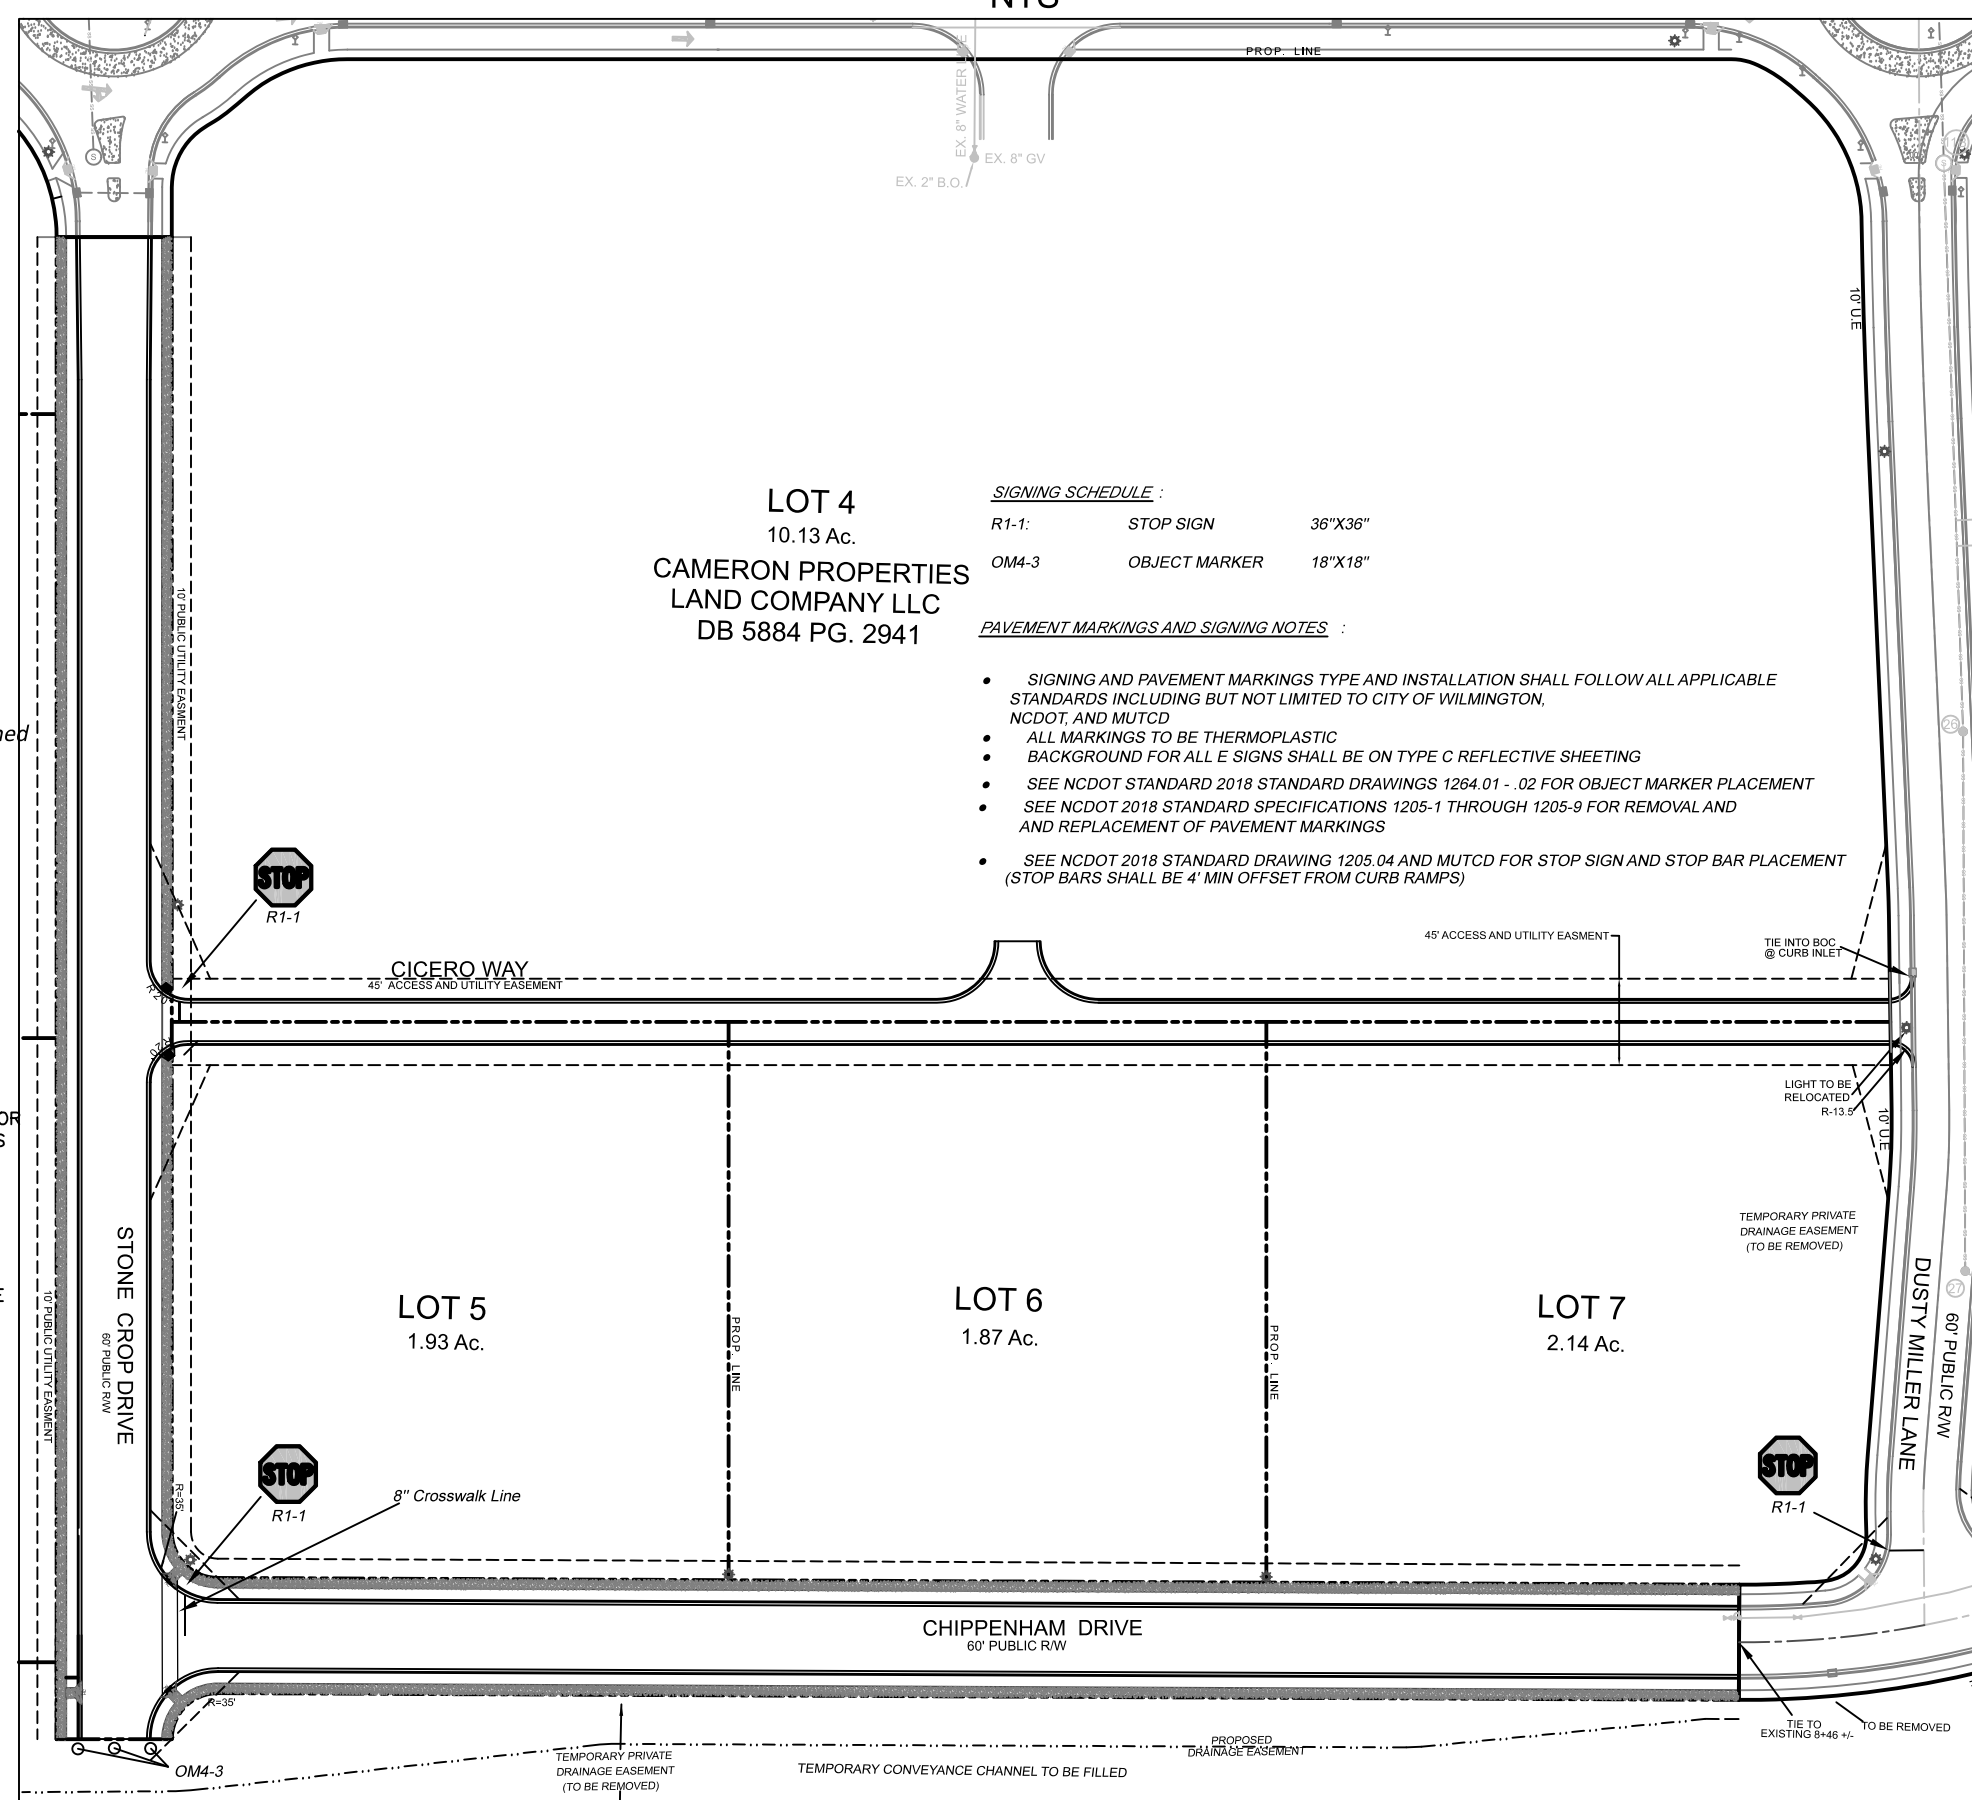 NTS
PROP. LINE
EX. 8" WATER
EX. 8" GV
EX. 2" B.O.
S
S
10' U.E
LOT 4
10.13 Ac.
CAMERON PROPERTIES
LAND COMPANY LLC
DB 5884 PG. 2941
SIGNING SCHEDULE :
R1-1: STOP SIGN 36"X36"
OM4-3 OBJECT MARKER 18"X18"
PAVEMENT MARKINGS AND SIGNING NOTES :
• SIGNING AND PAVEMENT MARKINGS TYPE AND INSTALLATION SHALL FOLLOW ALL APPLICABLE
STANDARDS INCLUDING BUT NOT LIMITED TO CITY OF WILMINGTON,
NCDOT, AND MUTCD
• ALL MARKINGS TO BE THERMOPLASTIC
• BACKGROUND FOR ALL E SIGNS SHALL BE ON TYPE C REFLECTIVE SHEETING
• SEE NCDOT STANDARD 2018 STANDARD DRAWINGS 1264.01 - .02 FOR OBJECT MARKER PLACEMENT
• SEE NCDOT 2018 STANDARD SPECIFICATIONS 1205-1 THROUGH 1205-9 FOR REMOVAL AND
AND REPLACEMENT OF PAVEMENT MARKINGS
• SEE NCDOT 2018 STANDARD DRAWING 1205.04 AND MUTCD FOR STOP SIGN AND STOP BAR PLACEMENT
(STOP BARS SHALL BE 4' MIN OFFSET FROM CURB RAMPS)
10' PUBLIC UTILITY EASMENT
26
STOP
R1-1
45' ACCESS AND UTILITY EASMENT
TIE INTO BOC
@ CURB INLET
CICERO WAY
45' ACCESS AND UTILITY EASEMENT
R'20'
R'20'
LIGHT TO BE
RELOCATED
R-13.5'
10' U.E
OR
S
TEMPORARY PRIVATE
DRAINAGE EASEMENT
(TO BE REMOVED)
STONE CROP DRIVE
60' PUBLIC R/W
10' PUBLIC UTILITY EASMENT
LOT 5
1.93 Ac.
PROP. LINE
LOT 6
1.87 Ac.
PROP. LINE
LOT 7
2.14 Ac.
DUSTY MILLER LANE
60' PUBLIC R/W
27
STOP
R1-1
R=35'
8" Crosswalk Line
STOP
R1-1
CHIPPENHAM DRIVE
60' PUBLIC R/W
R=35'
OM4-3
TEMPORARY PRIVATE
DRAINAGE EASEMENT
(TO BE REMOVED)
TEMPORARY CONVEYANCE CHANNEL TO BE FILLED
PROPOSED
DRAINAGE EASEMENT
TIE TO
EXISTING 8+46 +/-
TO BE REMOVED